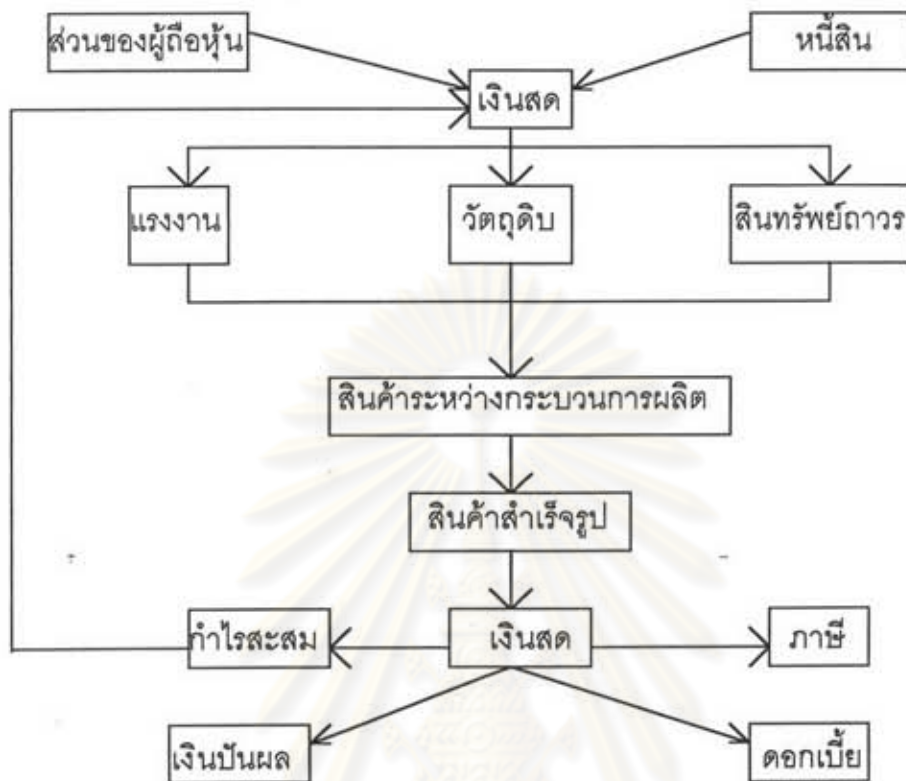 ส่วนของผู้ถือหุ้น
หนี้สิน
เงินสด
แรงงาน
วัตถุดิบ
สินทรัพย์ถาวร
สินค้าระหว่างกระบวนการผลิต
สินค้าสำเร็จรูป
กำไรสะสม
เงินสด
ภาษี
เงินปันผล
ดอกเบี้ย